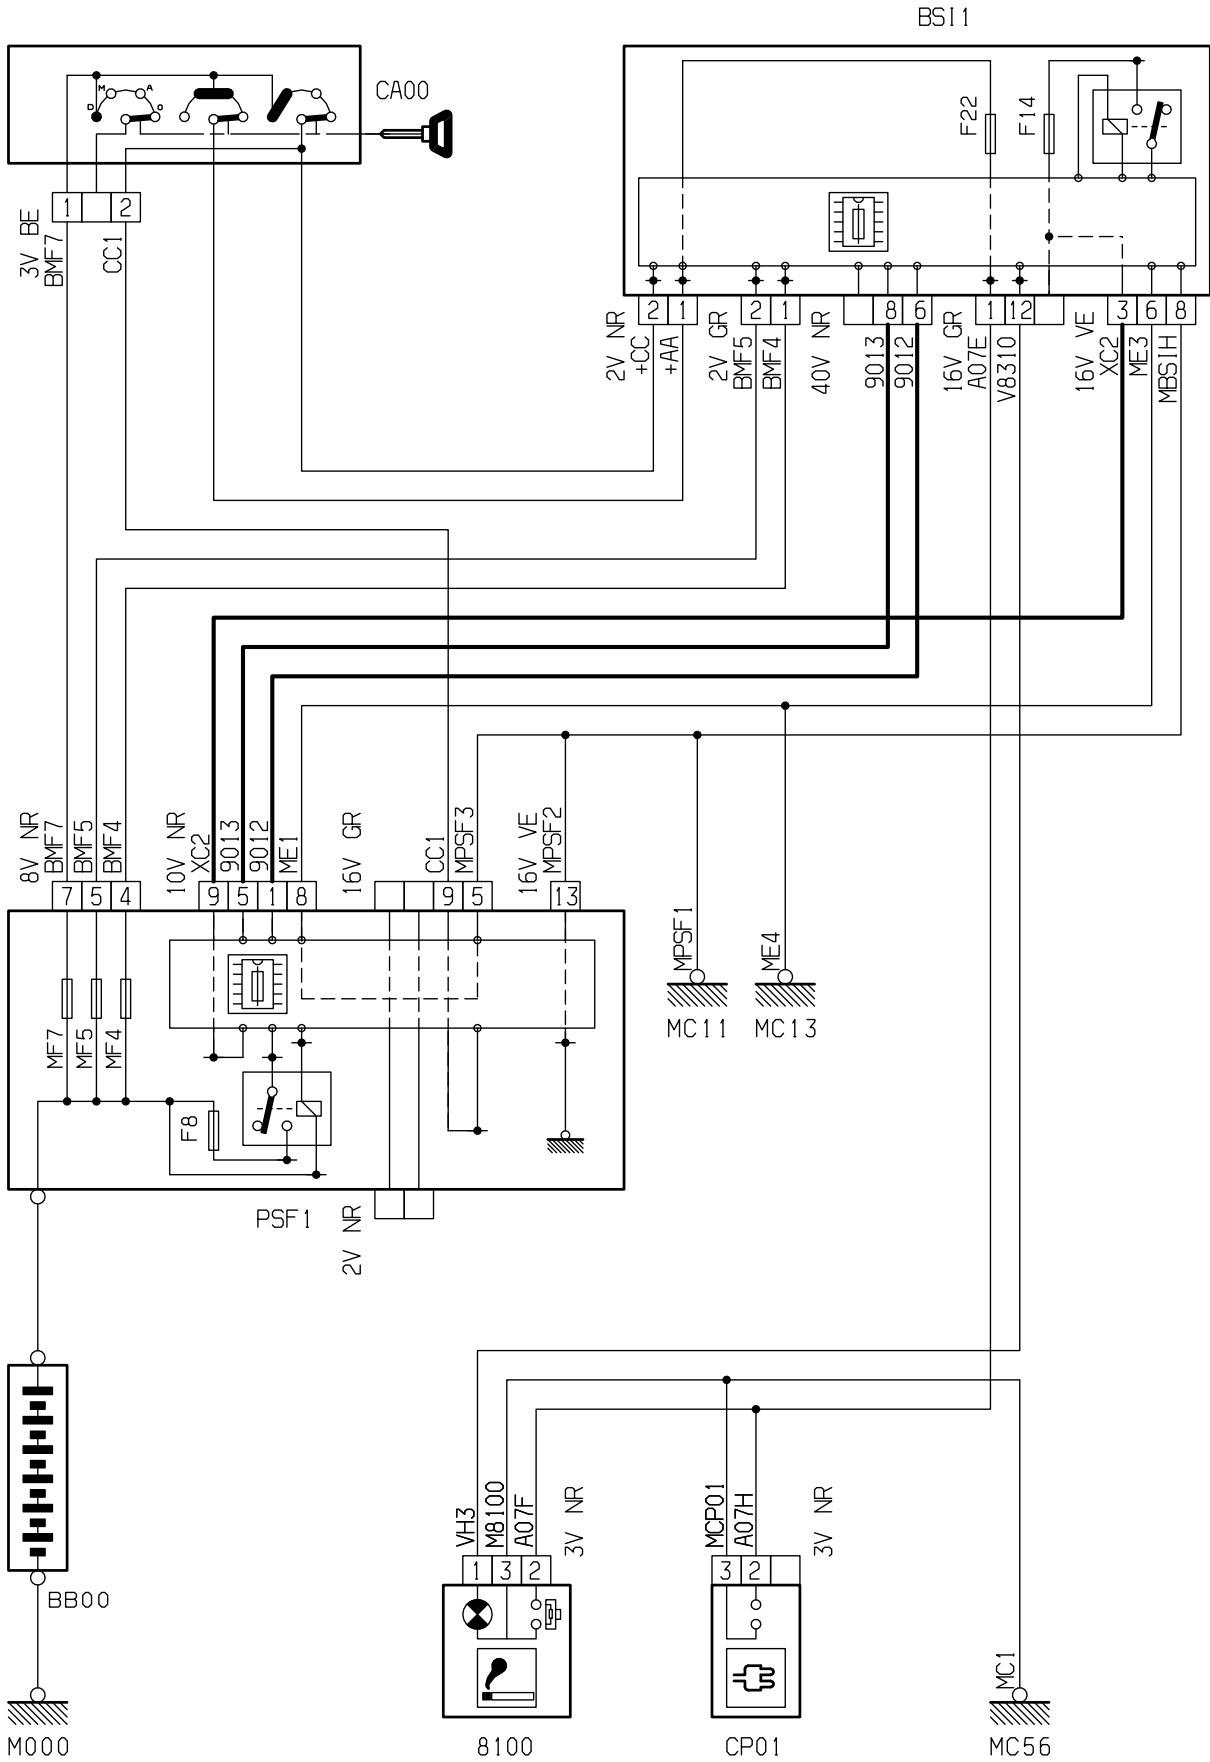 BSI1
CA00
M A
D O
F22 F14
1 2
3V BE
BMF7
CC1
2 1 2 1 8 6 1 12 3 6 8
2V NR
+CC
+AA
2V GR
BMF5
BMF4
40V NR
9013
9012
16V GR
A07E
V8310
16V VE
XC2
ME3
MBSIH
8V NR
BMF7
BMF5
BMF4
10V NR
XC2
9013
9012
ME1
16V GR
CC1
MPSF3
16V VE
MPSF2
7 5 4 9 5 1 8 9 5 13
MPSF1
ME4
MC11 MC13
MF7
MF5
MF4
F8
PSF1
2V NR
VH3
M8100
A07F
3V NR
MCP01
A07H
3V NR
1 3 2 3 2
BB00
MC1
M000 8100 CP01 MC56